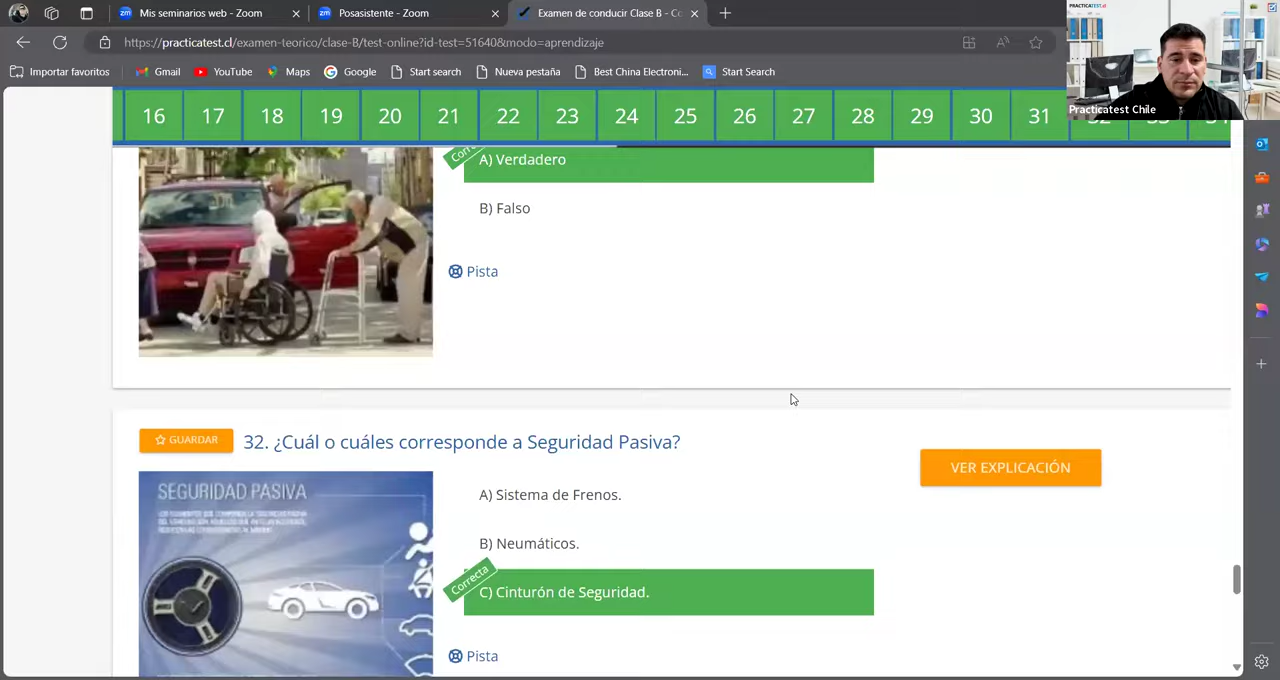 Mis seminarios web - Zoom
Posasistente - Zoom
Examen de conducir Clase B - Co
https://practicatest.cl/examen-teorico/clase-B/test-online?id-test=51640&modo=aprendizaje
Importar favoritos
Gmail
YouTube
Maps
Google
Start search
Nueva pestaña
Best China Electroni...
Start Search
PRACTICATEST.cl
Practicatest Chile
16 17 18 19 20 21 22 23 24 25 26 27 28 29 30 31 32 33
A) Verdadero
B) Falso
Pista
GUARDAR
32. ¿Cuál o cuáles corresponde a Seguridad Pasiva?
VER EXPLICACIÓN
SEGURIDAD PASIVA
A) Sistema de Frenos.
B) Neumáticos.
Correcta
C) Cinturón de Seguridad.
Pista